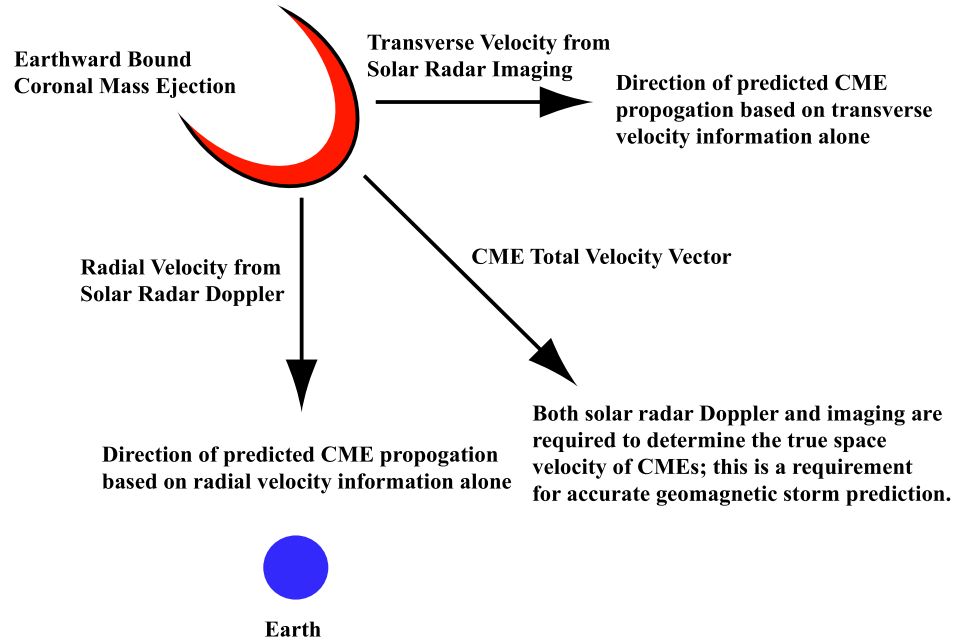 Earthward Bound
Coronal Mass Ejection
Transverse Velocity from
Solar Radar Imaging
Direction of predicted CME
propogation based on transverse
velocity information alone
Radial Velocity from
Solar Radar Doppler
CME Total Velocity Vector
Direction of predicted CME propogation
based on radial velocity information alone
Both solar radar Doppler and imaging are
required to determine the true space
velocity of CMEs; this is a requirement
for accurate geomagnetic storm prediction.
Earth